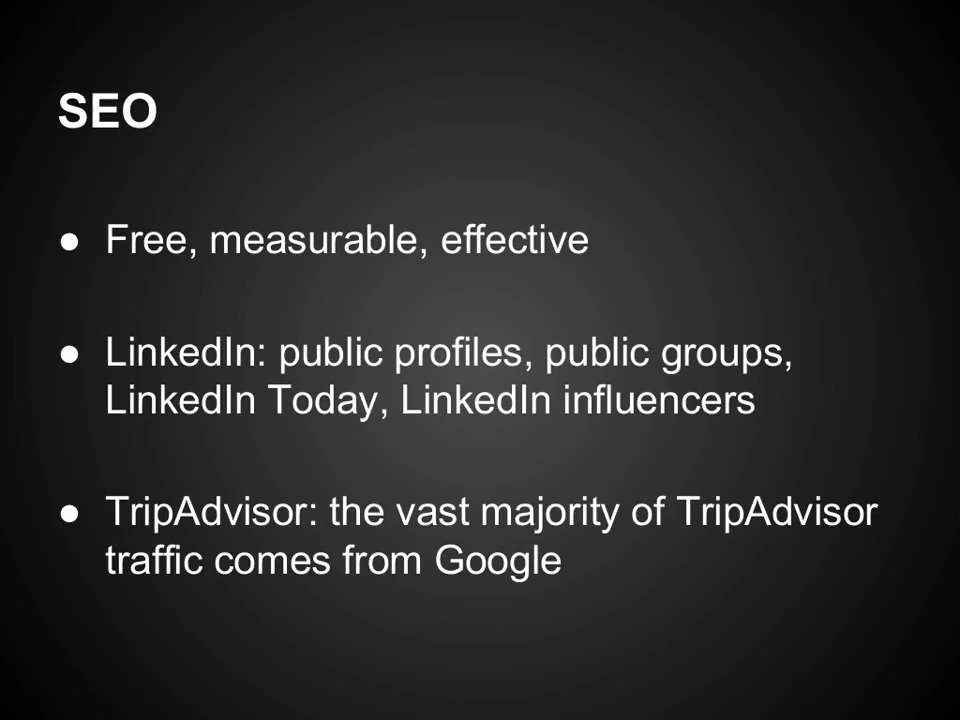 SEO
● Free, measurable, effective
● LinkedIn: public profiles, public groups,
LinkedIn Today, LinkedIn influencers
● TripAdvisor: the vast majority of TripAdvisor
traffic comes from Google